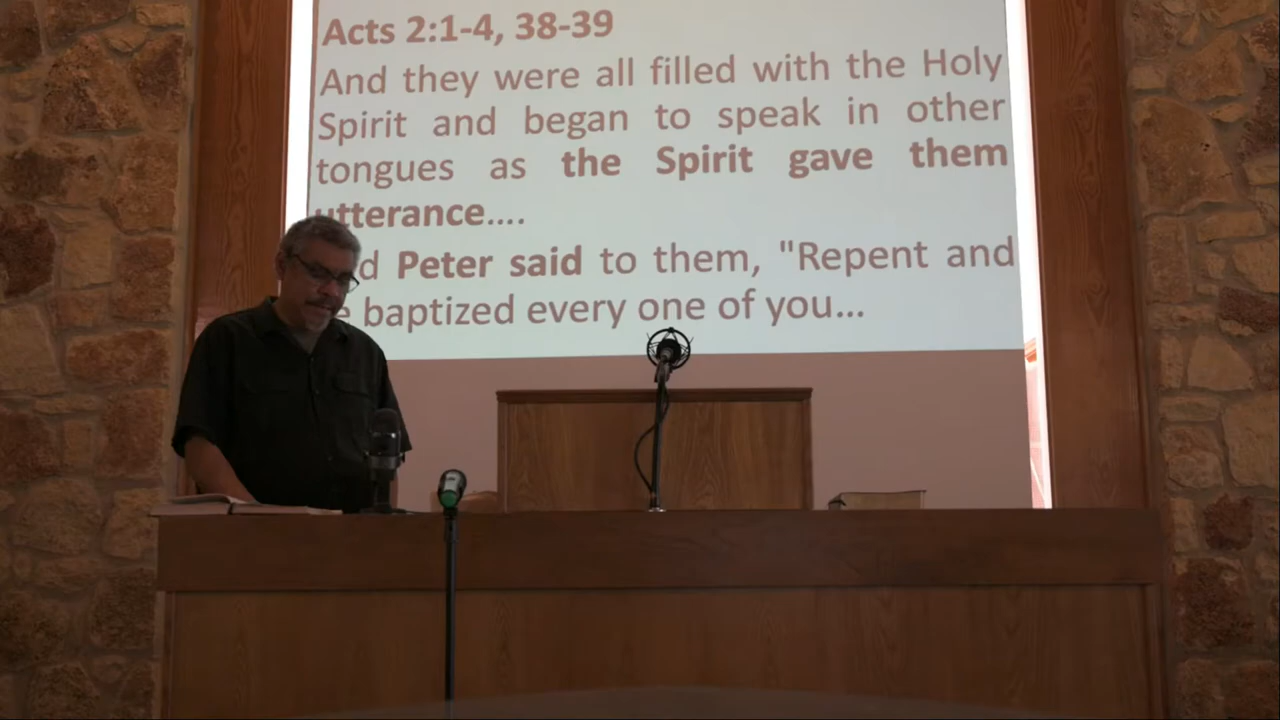 Acts 2:1-4, 38-39
And they were all filled with the Holy
Spirit and began to speak in other
tongues as the Spirit gave them
utterance....
Peter said to them, "Repent and
baptized every one of you...